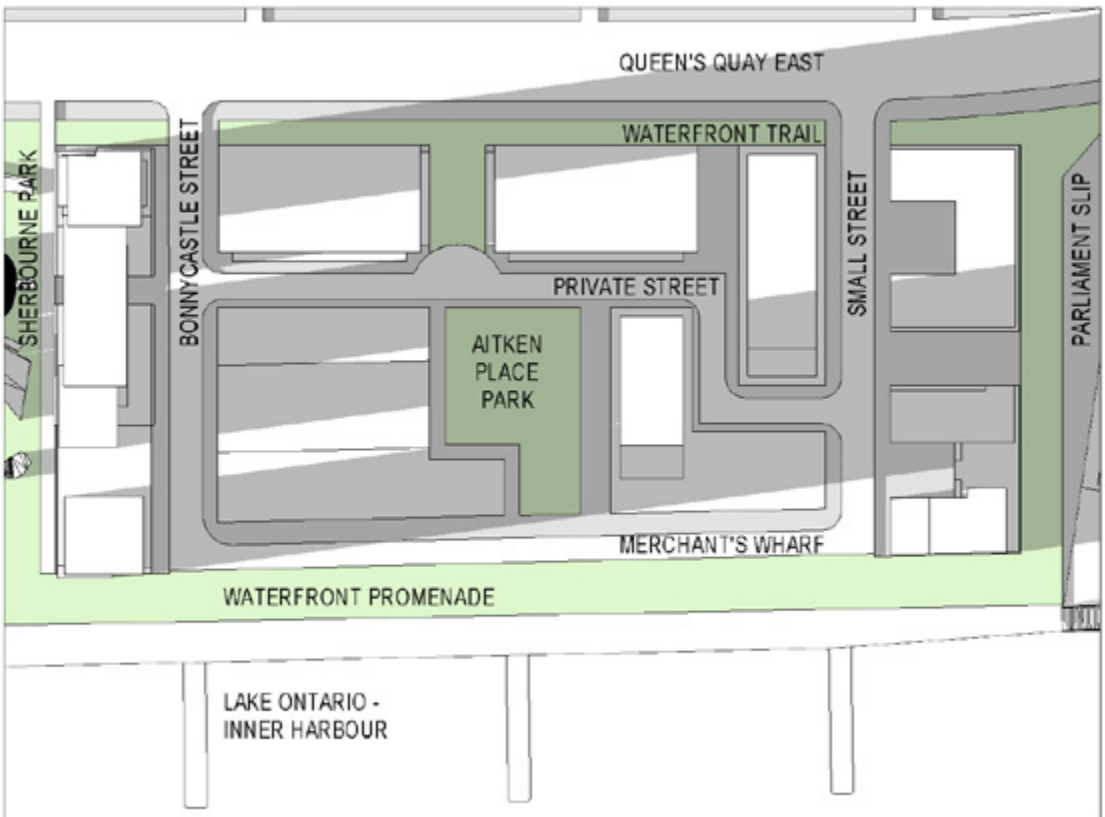 QUEEN'S QUAY EAST
WATERFRONT TRAIL
SHERBOURNE PARK
BONNYCASTLE STREET
SMALL STREET
PARLIAMENT SLIP
PRIVATE STREET
AITKEN
PLACE
PARK
MERCHANT'S WHARF
WATERFRONT PROMENADE
LAKE ONTARIO -
INNER HARBOUR